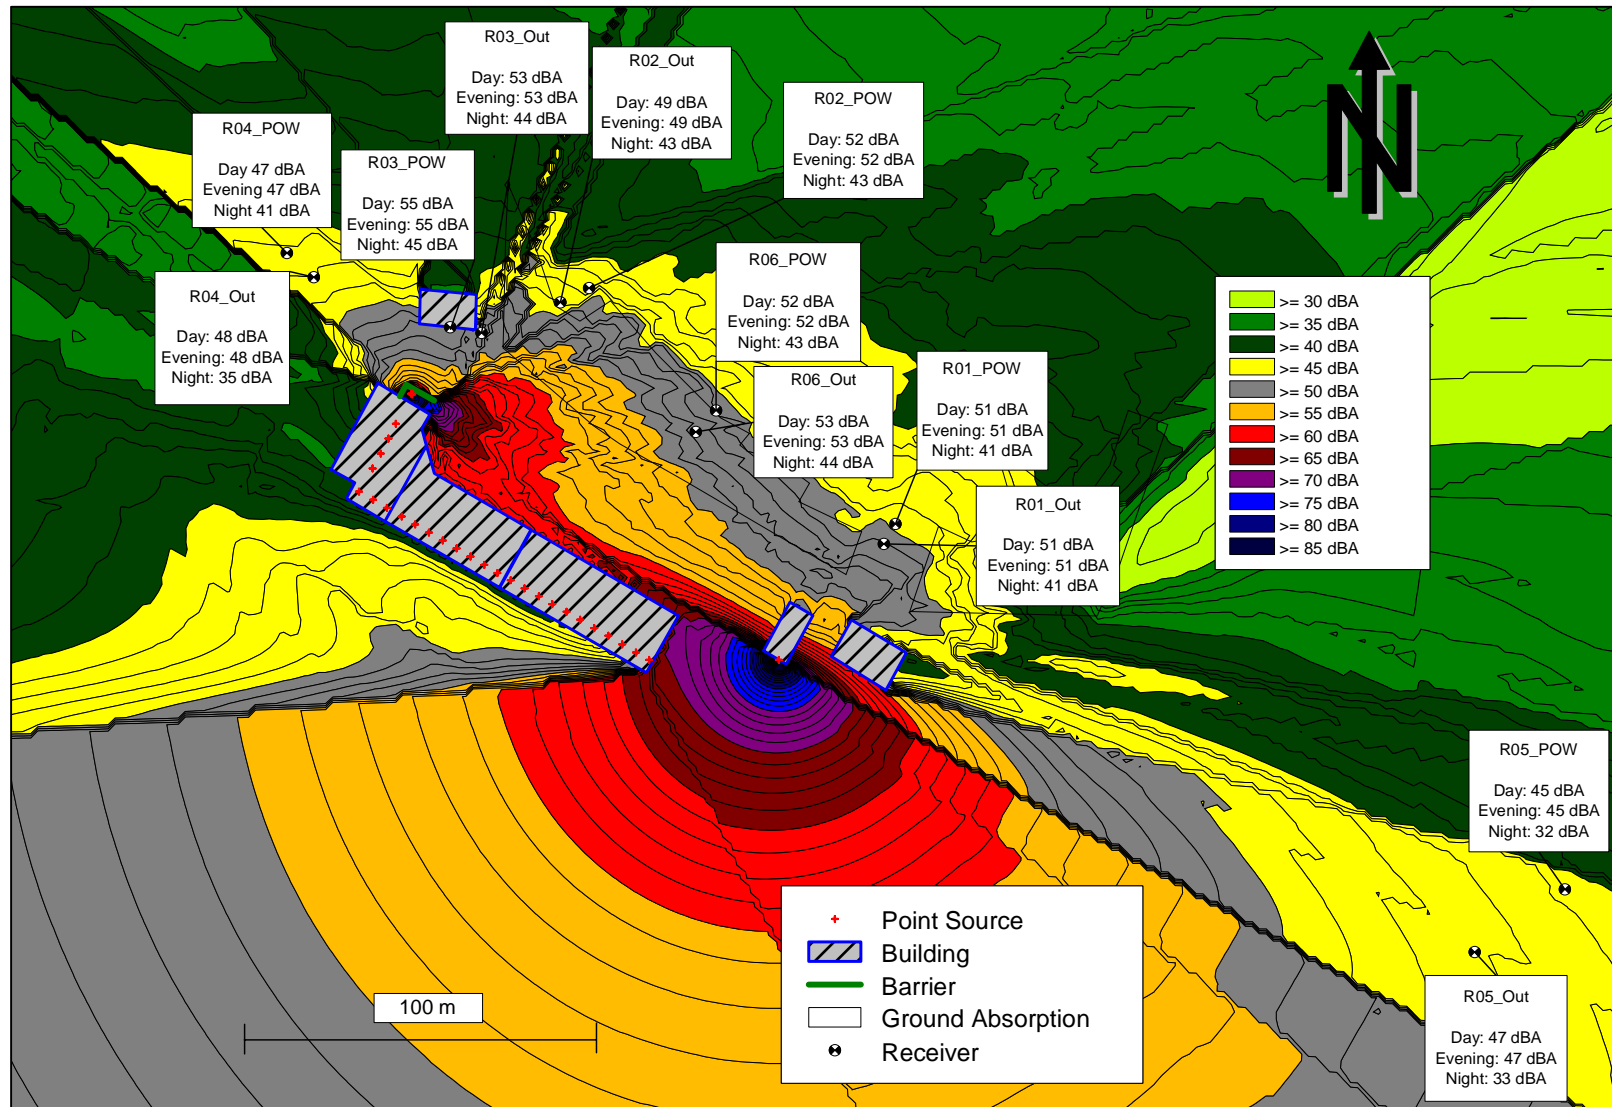 R03_Out
Day: 53 dBA
Evening: 53 dBA
Night: 44 dBA
R02_Out
Day: 49 dBA
Evening: 49 dBA
Night: 43 dBA
R02_POW
Day: 52 dBA
Evening: 52 dBA
Night: 43 dBA
R04_POW
Day 47 dBA
Evening 47 dBA
Night 41 dBA
R03_POW
Day: 55 dBA
Evening: 55 dBA
Night: 45 dBA
N
R06_POW
Day: 52 dBA
Evening: 52 dBA
Night: 43 dBA
R04_Out
Day: 48 dBA
Evening: 48 dBA
Night: 35 dBA
R06_Out
Day: 53 dBA
Evening: 53 dBA
Night: 44 dBA
R01_POW
Day: 51 dBA
Evening: 51 dBA
Night: 41 dBA
>= 30 dBA
>= 35 dBA
>= 40 dBA
>= 45 dBA
>= 50 dBA
>= 55 dBA
>= 60 dBA
>= 65 dBA
>= 70 dBA
>= 75 dBA
>= 80 dBA
>= 85 dBA
R01_Out
Day: 51 dBA
Evening: 51 dBA
Night: 41 dBA
R05_POW
Day: 45 dBA
Evening: 45 dBA
Night: 32 dBA
Point Source
Building
Barrier
Ground Absorption
Receiver
100 m
R05_Out
Day: 47 dBA
Evening: 47 dBA
Night: 33 dBA